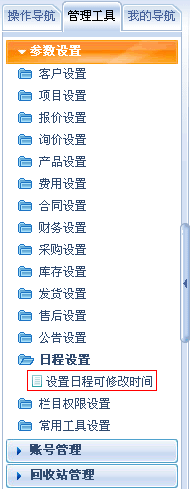 操作导航 管理工具 我的导航
参数设置
客户设置
项目设置
报价设置
询价设置
产品设置
费用设置
合同设置
财务设置
采购设置
库存设置
发货设置
售后设置
公告设置
日程设置
设置日程可修改时间
栏目权限设置
常用工具设置
账号管理
回收站管理